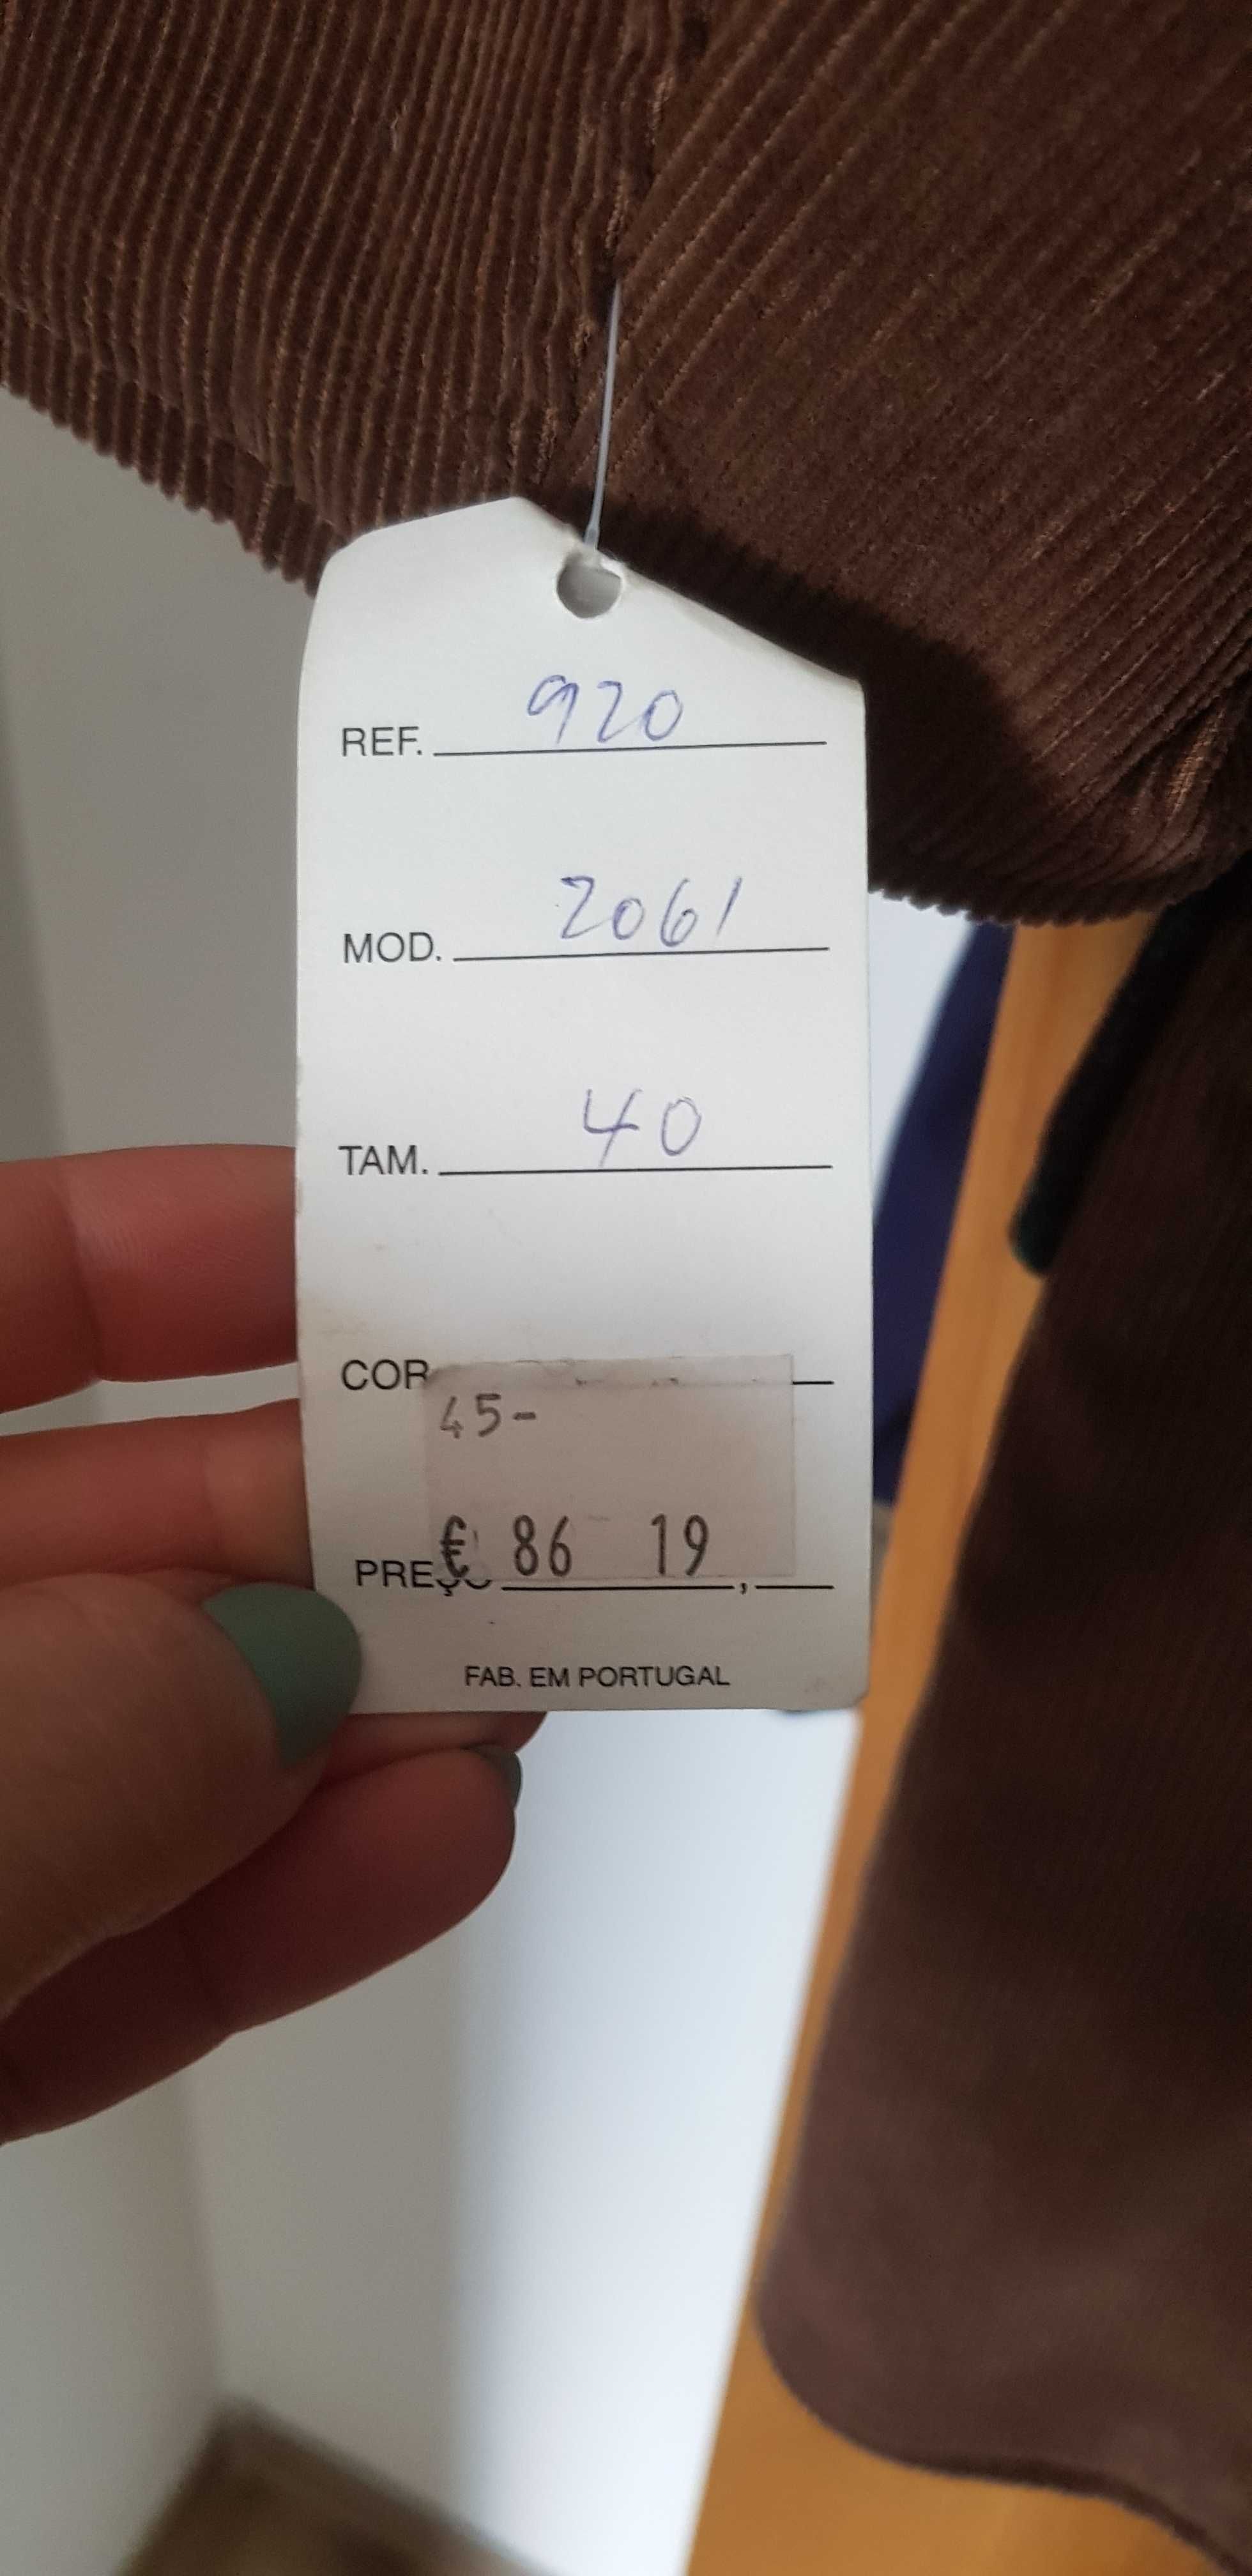 REF. 920
MOD. 2061
TAM. 40
COR
45-
€ 86 19
PREÇO ,
FAB. EM PORTUGAL